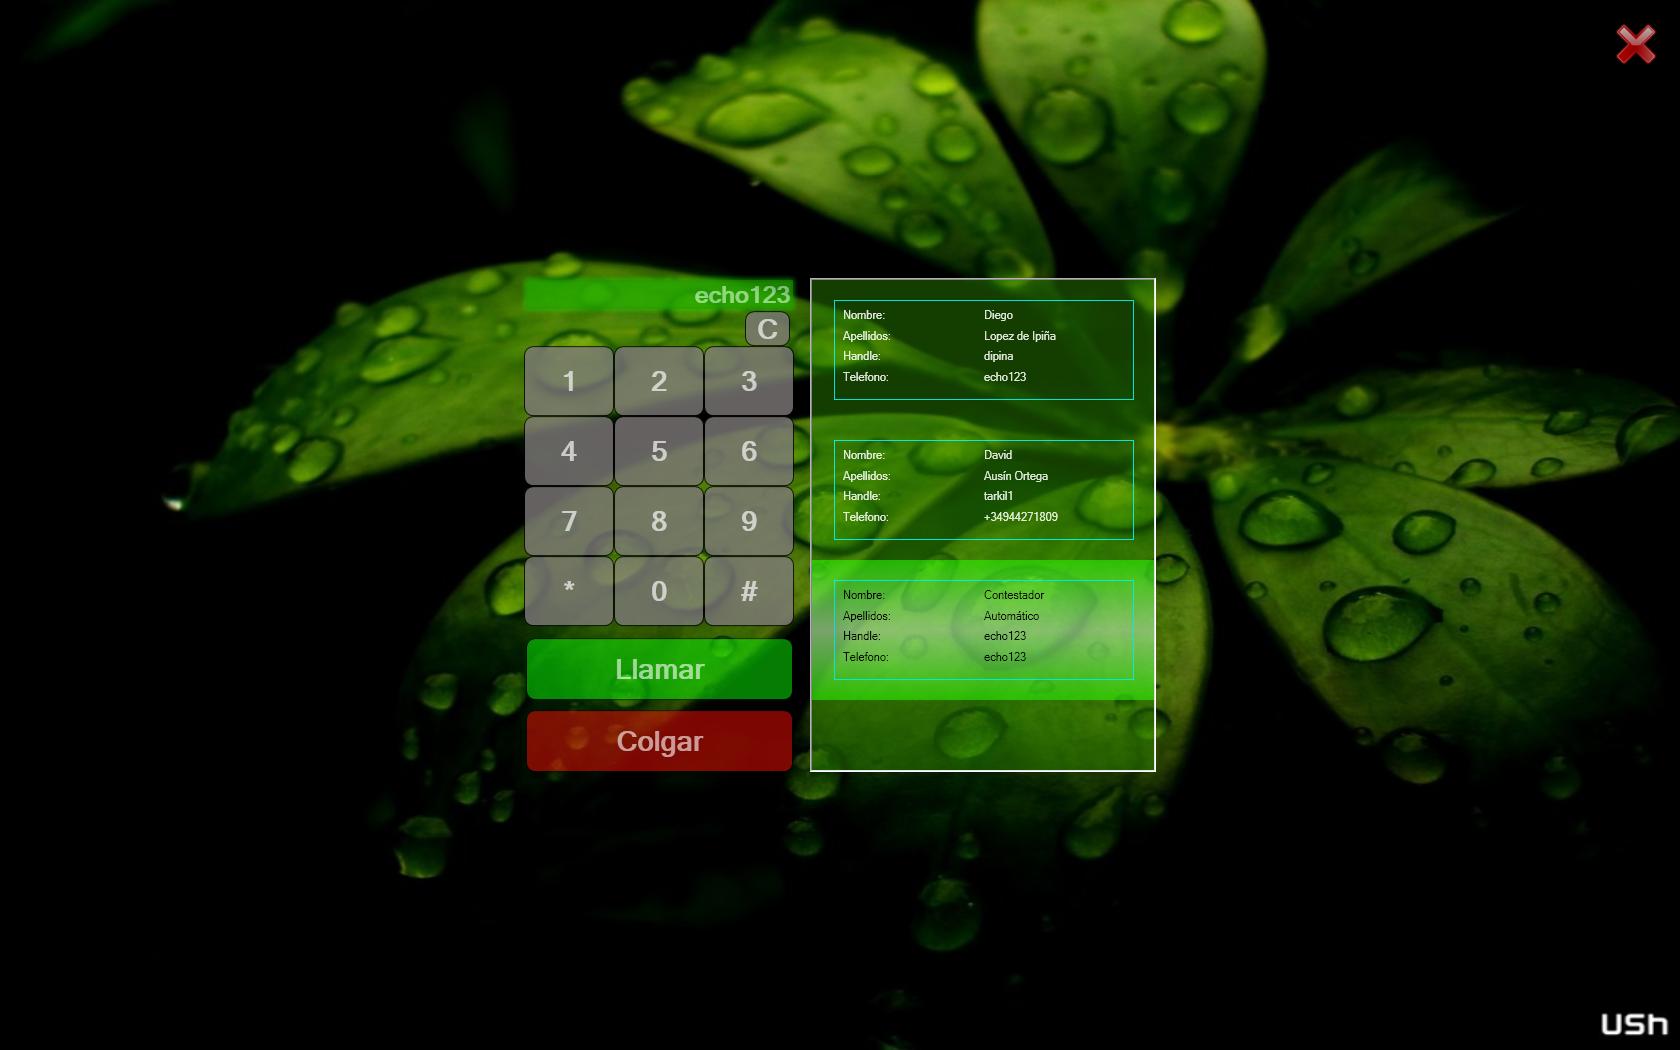 echo123
C
1 2 3
4 5 6
7 8 9
* 0 #
Llamar
Colgar
Nombre: Diego
Apellidos: Lopez de Ipiña
Handle: dipina
Telefono: echo123
Nombre: David
Apellidos: Ausín Ortega
Handle: tarkil1
Telefono: +34944271809
Nombre: Contestador
Apellidos: Automático
Handle: echo123
Telefono: echo123
USh